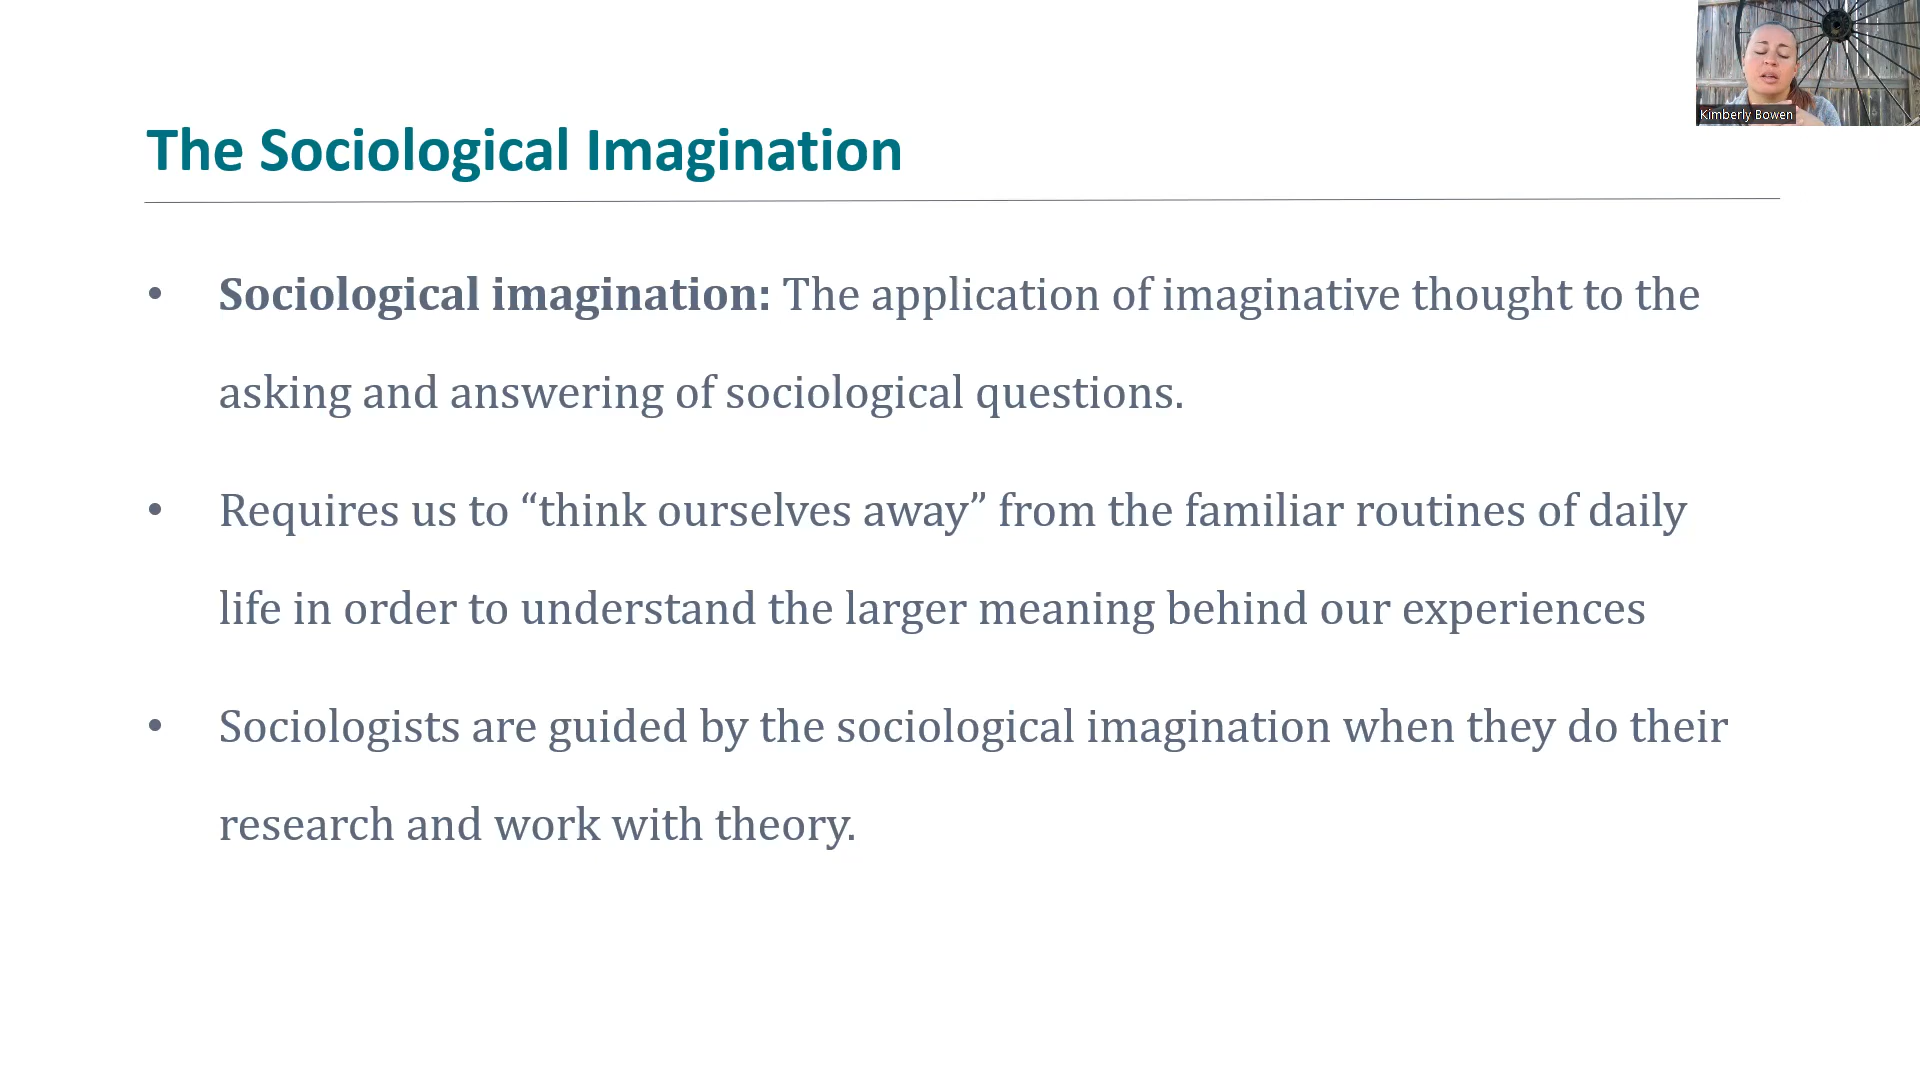 Kimberly Bowen
The Sociological Imagination
• Sociological imagination: The application of imaginative thought to the
asking and answering of sociological questions.
• Requires us to “think ourselves away” from the familiar routines of daily
life in order to understand the larger meaning behind our experiences
• Sociologists are guided by the sociological imagination when they do their
research and work with theory.